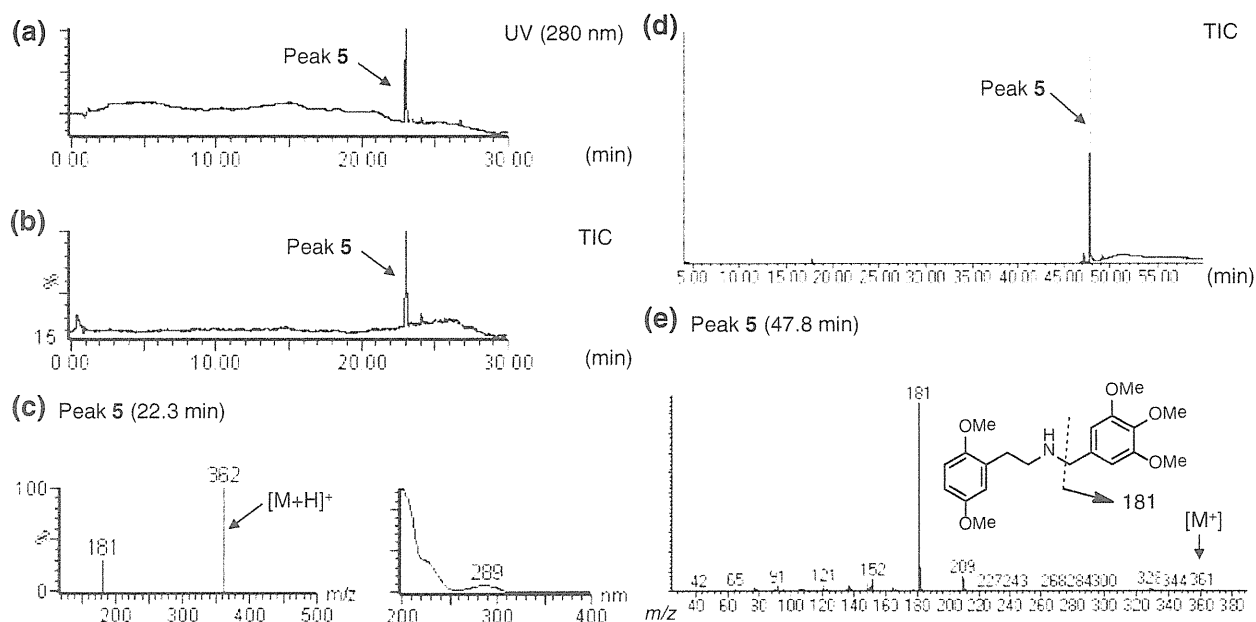 (a)
UV (280 nm)
Peak 5
0.00 10.00 20.00 30.00
(min)
(b)
TIC
Peak 5
%
15
0.00 10.00 20.00 30.00
(min)
(c) Peak 5 (22.3 min)
100
%
0
362
[M+H]+
181
200 300 400 500
m/z
289
200 400
nm
(d)
TIC
Peak 5
5.00 10.00 15.00 20.00 25.00 30.00 35.00 40.00 45.00 50.00 55.00
(min)
(e) Peak 5 (47.8 min)
181
OMe
OMe
OMe
OMe
H
N
OMe
181
[M+]
42 65 91 121 152 209 227 243 268 284 300 328 344 361
m/z 40 60 80 100 120 140 160 180 200 220 240 260 280 300 320 340 360 380